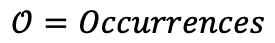 𝒪 = Occurrences